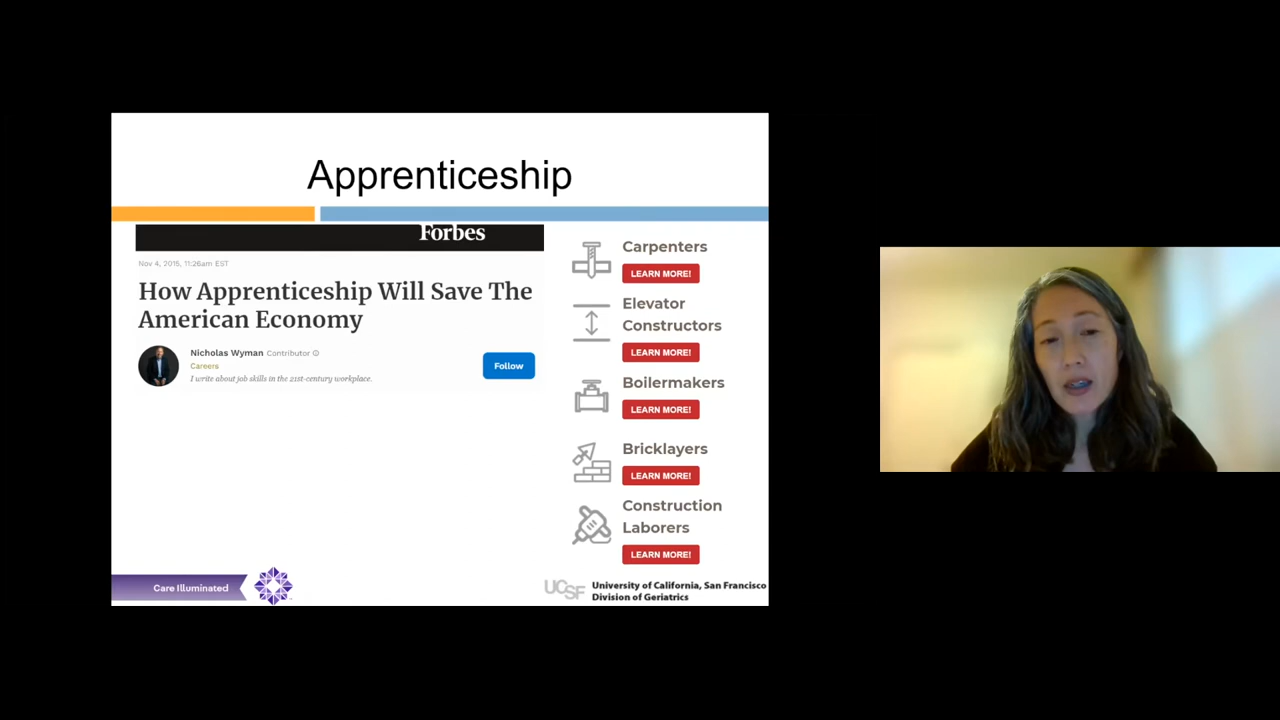 Apprenticeship
Forbes
Nov 4, 2015, 11:26am EST
How Apprenticeship Will Save The
American Economy
Nicholas Wyman Contributor
Careers
I write about job skills in the 21st-century workplace.
Follow
Carpenters
LEARN MORE!
Elevator
Constructors
LEARN MORE!
Boilermakers
LEARN MORE!
Bricklayers
LEARN MORE!
Construction
Laborers
LEARN MORE!
Care Illuminated
UCSF
University of California, San Francisco
Division of Geriatrics